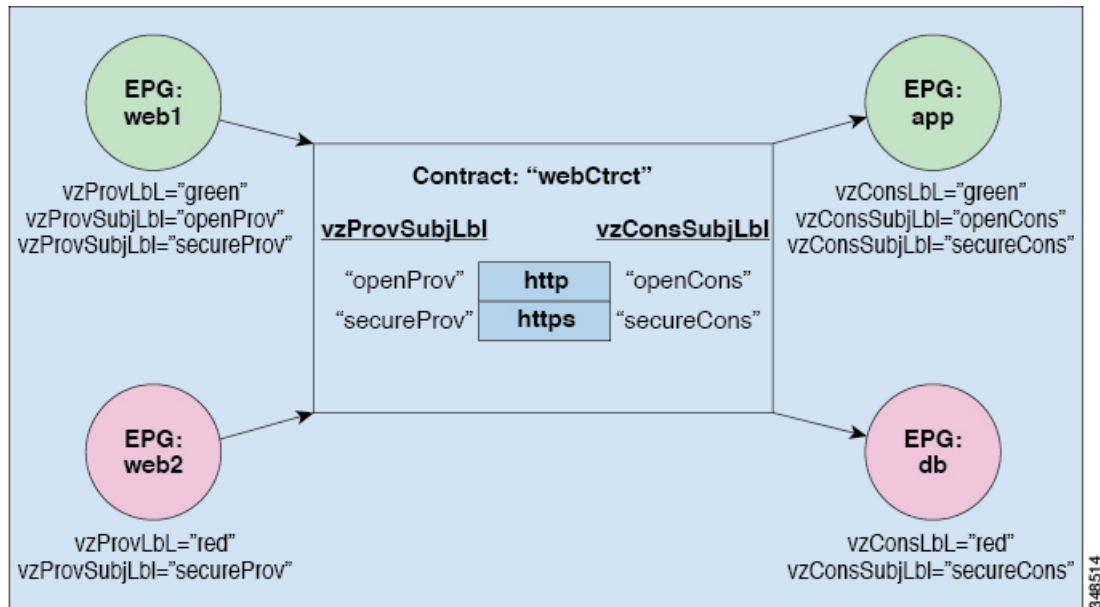 EPG:
web1
vzProvLbL="green"
vzProvSubjLbl="openProv"
vzProvSubjLbl="secureProv"
EPG:
app
vzConsLbL="green"
vzConsSubjLbl="openCons"
vzConsSubjLbl="secureCons"
Contract: “webCtrct”
vzProvSubjLbl vzConsSubjLbl
“openProv” http “openCons”
“secureProv” https “secureCons”
EPG:
web2
vzProvLbL=”red”
vzProvSubjLbl=”secureProv”
EPG:
db
vzConsLbL=”red”
vzConsSubjLbl=”secureCons”
348514